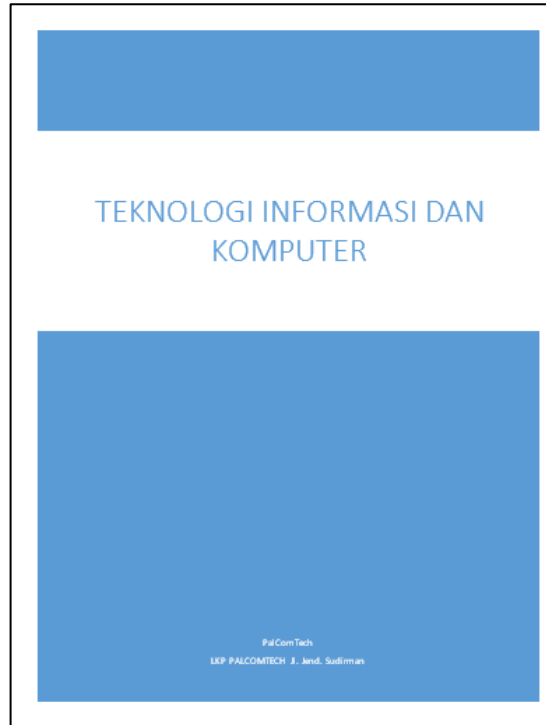 TEKNOLOGI INFORMASI DAN
KOMPUTER
PalComTech
LKP PALCOMTECH Jl. Jend. Sudirman